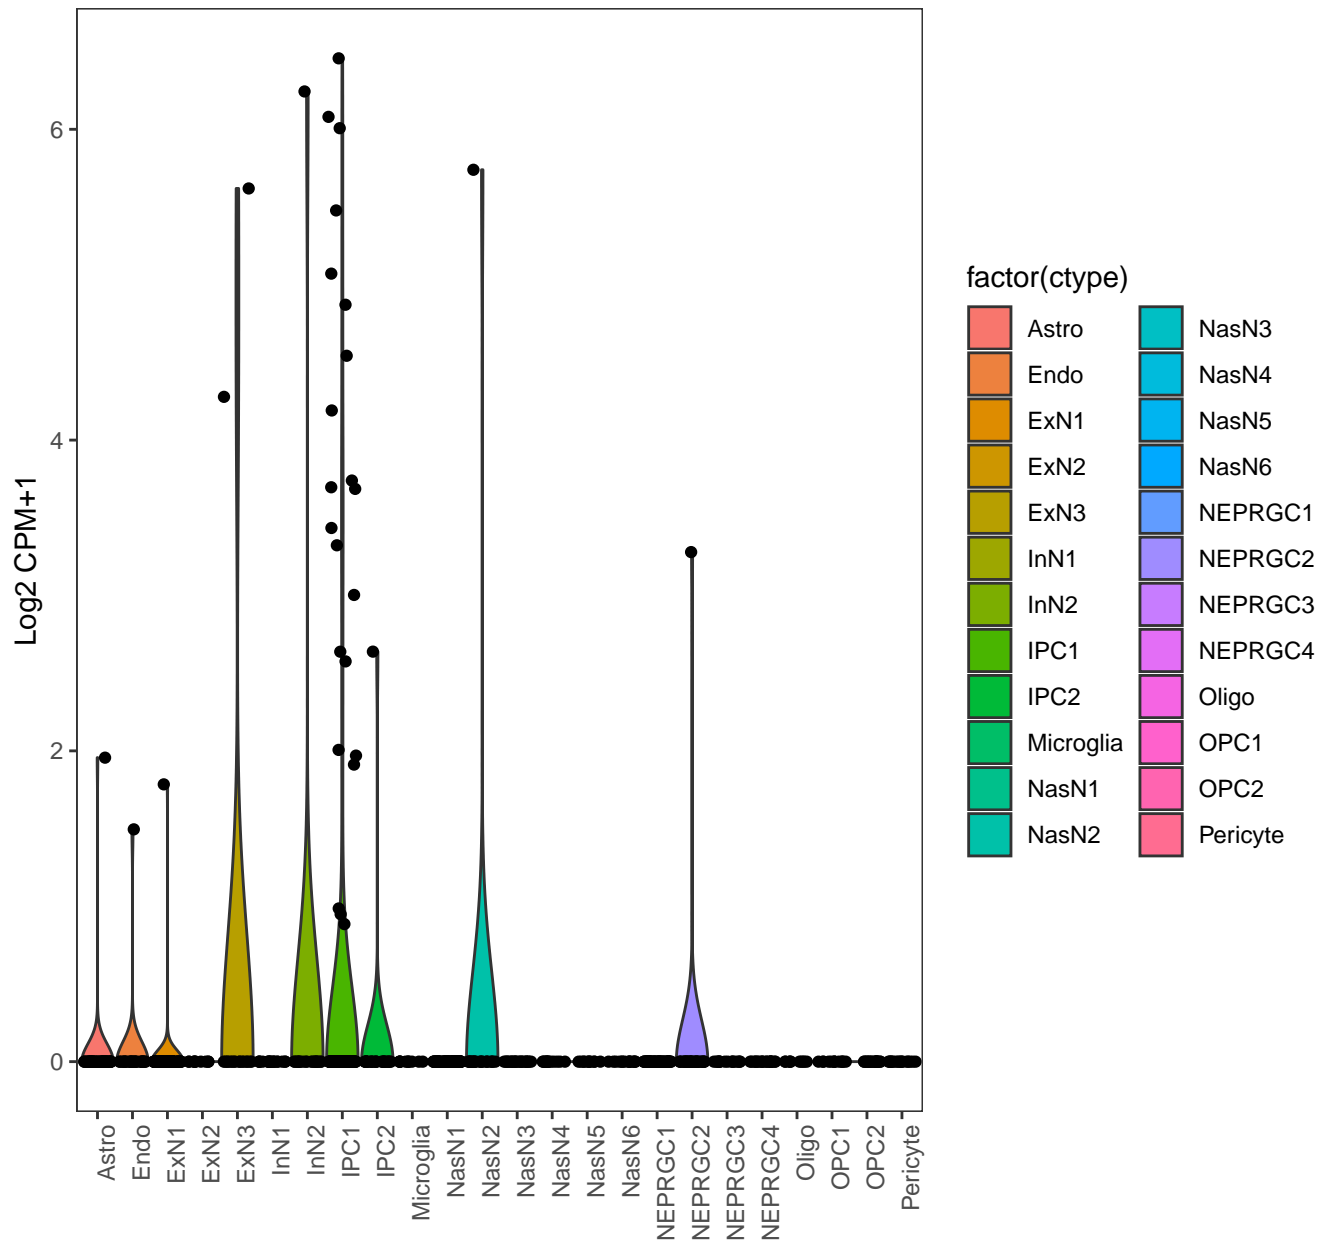 6
4
2
0
Log2 CPM+1
Astro
Endo
ExN1
ExN2
ExN3
InN1
InN2
IPC1
IPC2
Microglia
NasN1
NasN2
NasN3
NasN4
NasN5
NasN6
NEPRGC1
NEPRGC2
NEPRGC3
NEPRGC4
Oligo
OPC1
OPC2
Pericyte
factor(ctype)
Astro
Endo
ExN1
ExN2
ExN3
InN1
InN2
IPC1
IPC2
Microglia
NasN1
NasN2
NasN3
NasN4
NasN5
NasN6
NEPRGC1
NEPRGC2
NEPRGC3
NEPRGC4
Oligo
OPC1
OPC2
Pericyte